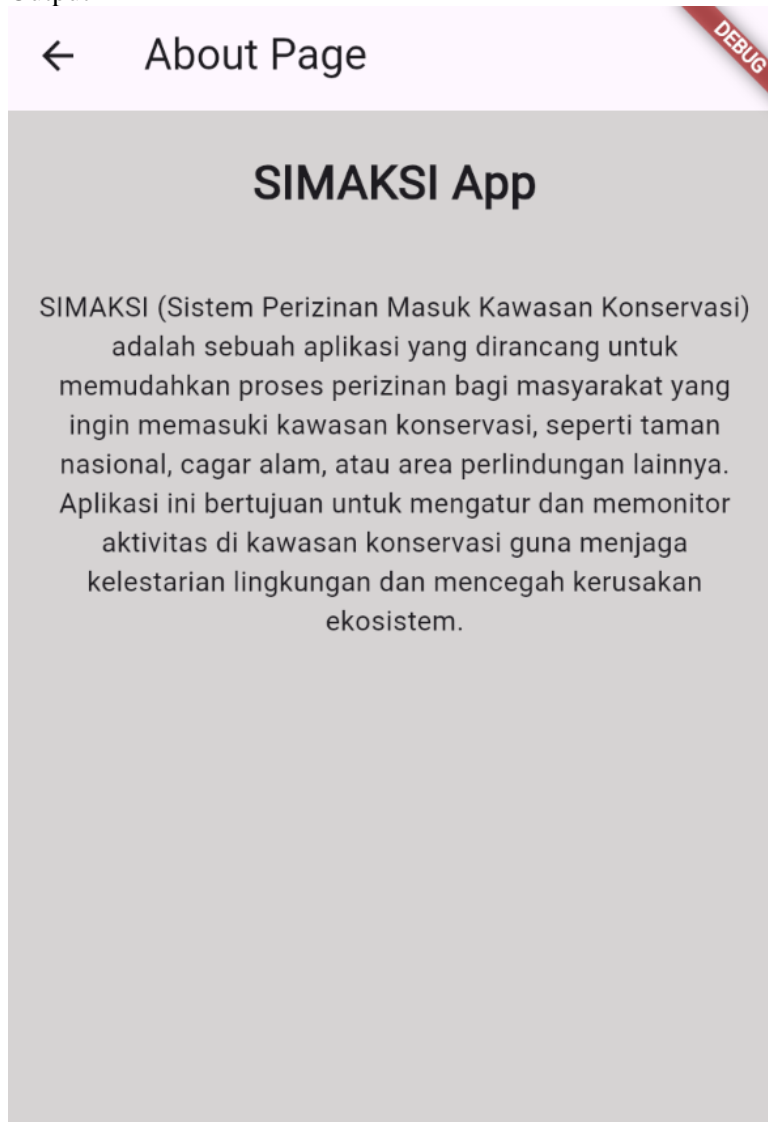 About Page
DEBUG
SIMAKSI App
SIMAKSI (Sistem Perizinan Masuk Kawasan Konservasi)
adalah sebuah aplikasi yang dirancang untuk
memudahkan proses perizinan bagi masyarakat yang
ingin memasuki kawasan konservasi, seperti taman
nasional, cagar alam, atau area perlindungan lainnya.
Aplikasi ini bertujuan untuk mengatur dan memonitor
aktivitas di kawasan konservasi guna menjaga
kelestarian lingkungan dan mencegah kerusakan
ekosistem.